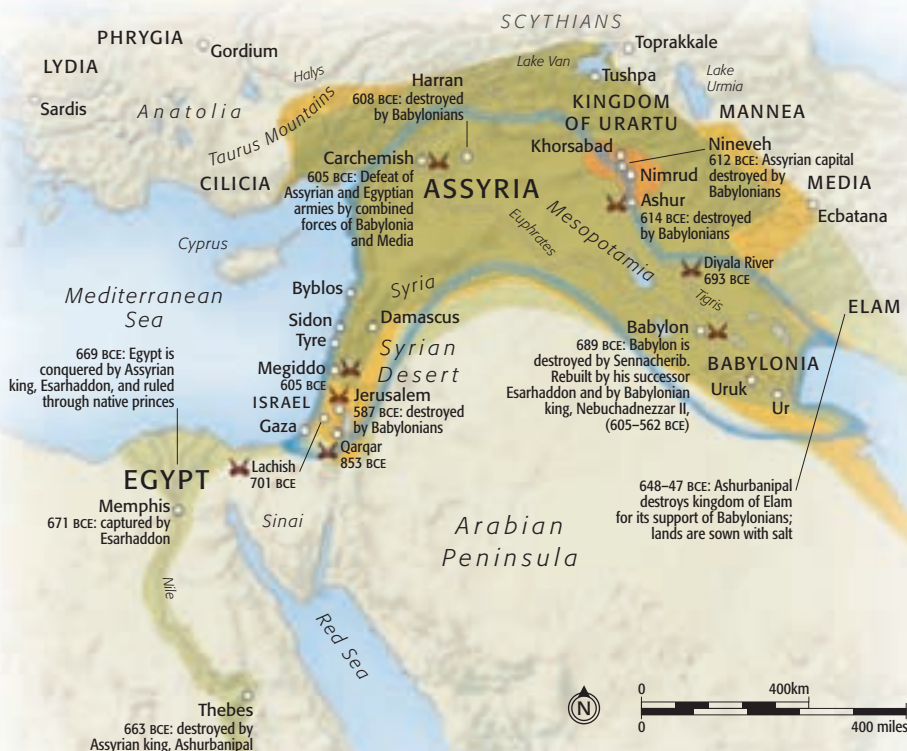 SCYTHIANS
PHRYGIA
Gordium
Toprakkale
LYDIA
Lake Van
Halys
Harran
608 BCE: destroyed
by Babylonians
Tushpa
Lake
Urmia
Sardis
Anatolia
Taurus Mountains
KINGDOM
OF URARTU
MANNEA
Khorsabad
Nineveh
612 BCE: Assyrian capital
destroyed by
Babylonians
Carchemish
605 BCE: Defeat of
Assyrian and Egyptian
armies by combined
forces of Babylonia
and Media
CILICIA
ASSYRIA
Nimrud
MEDIA
Ashur
614 BCE: destroyed
by Babylonians
Ecbatana
Euphrates
Mesopotamia
Cyprus
Diyala River
693 BCE
Tigris
Byblos
Syria
Mediterranean
Sea
ELAM
Sidon
Damascus
Tyre
Syrian
Desert
Babylon
689 BCE: Babylon is
destroyed by Sennacherib.
Rebuilt by his successor
Esarhaddon and by Babylonian
king, Nebuchadnezzar II,
(605–562 BCE)
669 BCE: Egypt is
conquered by Assyrian
king, Esarhaddon, and ruled
through native princes
Megiddo
605 BCE
BABYLONIA
Uruk
Ur
ISRAEL
Jerusalem
587 BCE: destroyed
by Babylonians
Gaza
Qarqar
853 BCE
EGYPT
Lachish
701 BCE
Memphis
671 BCE: captured by
Esarhaddon
648–47 BCE: Ashurbanipal
destroys kingdom of Elam
for its support of Babylonians;
lands are sown with salt
Sinai
Arabian
Peninsula
Nile
Red Sea
Thebes
663 BCE: destroyed by
Assyrian king, Ashurbanipal
N
0 400km
0 400 miles